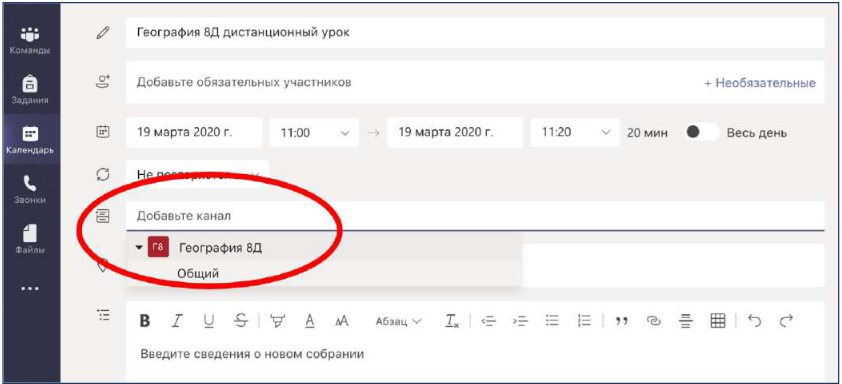 География 8Д дистанционный урок
Команды
Добавьте обязательных участников
+ Необязательные
Задания
19 марта 2020 г. 11:00 → 19 марта 2020 г. 11:20 20 мин Весь день
Календарь
Не повторяется
Звонки
Добавьте канал
Г8 География 8Д
Файлы
Общий
B I U S A AA Абзац Ix
Введите сведения о новом собрании